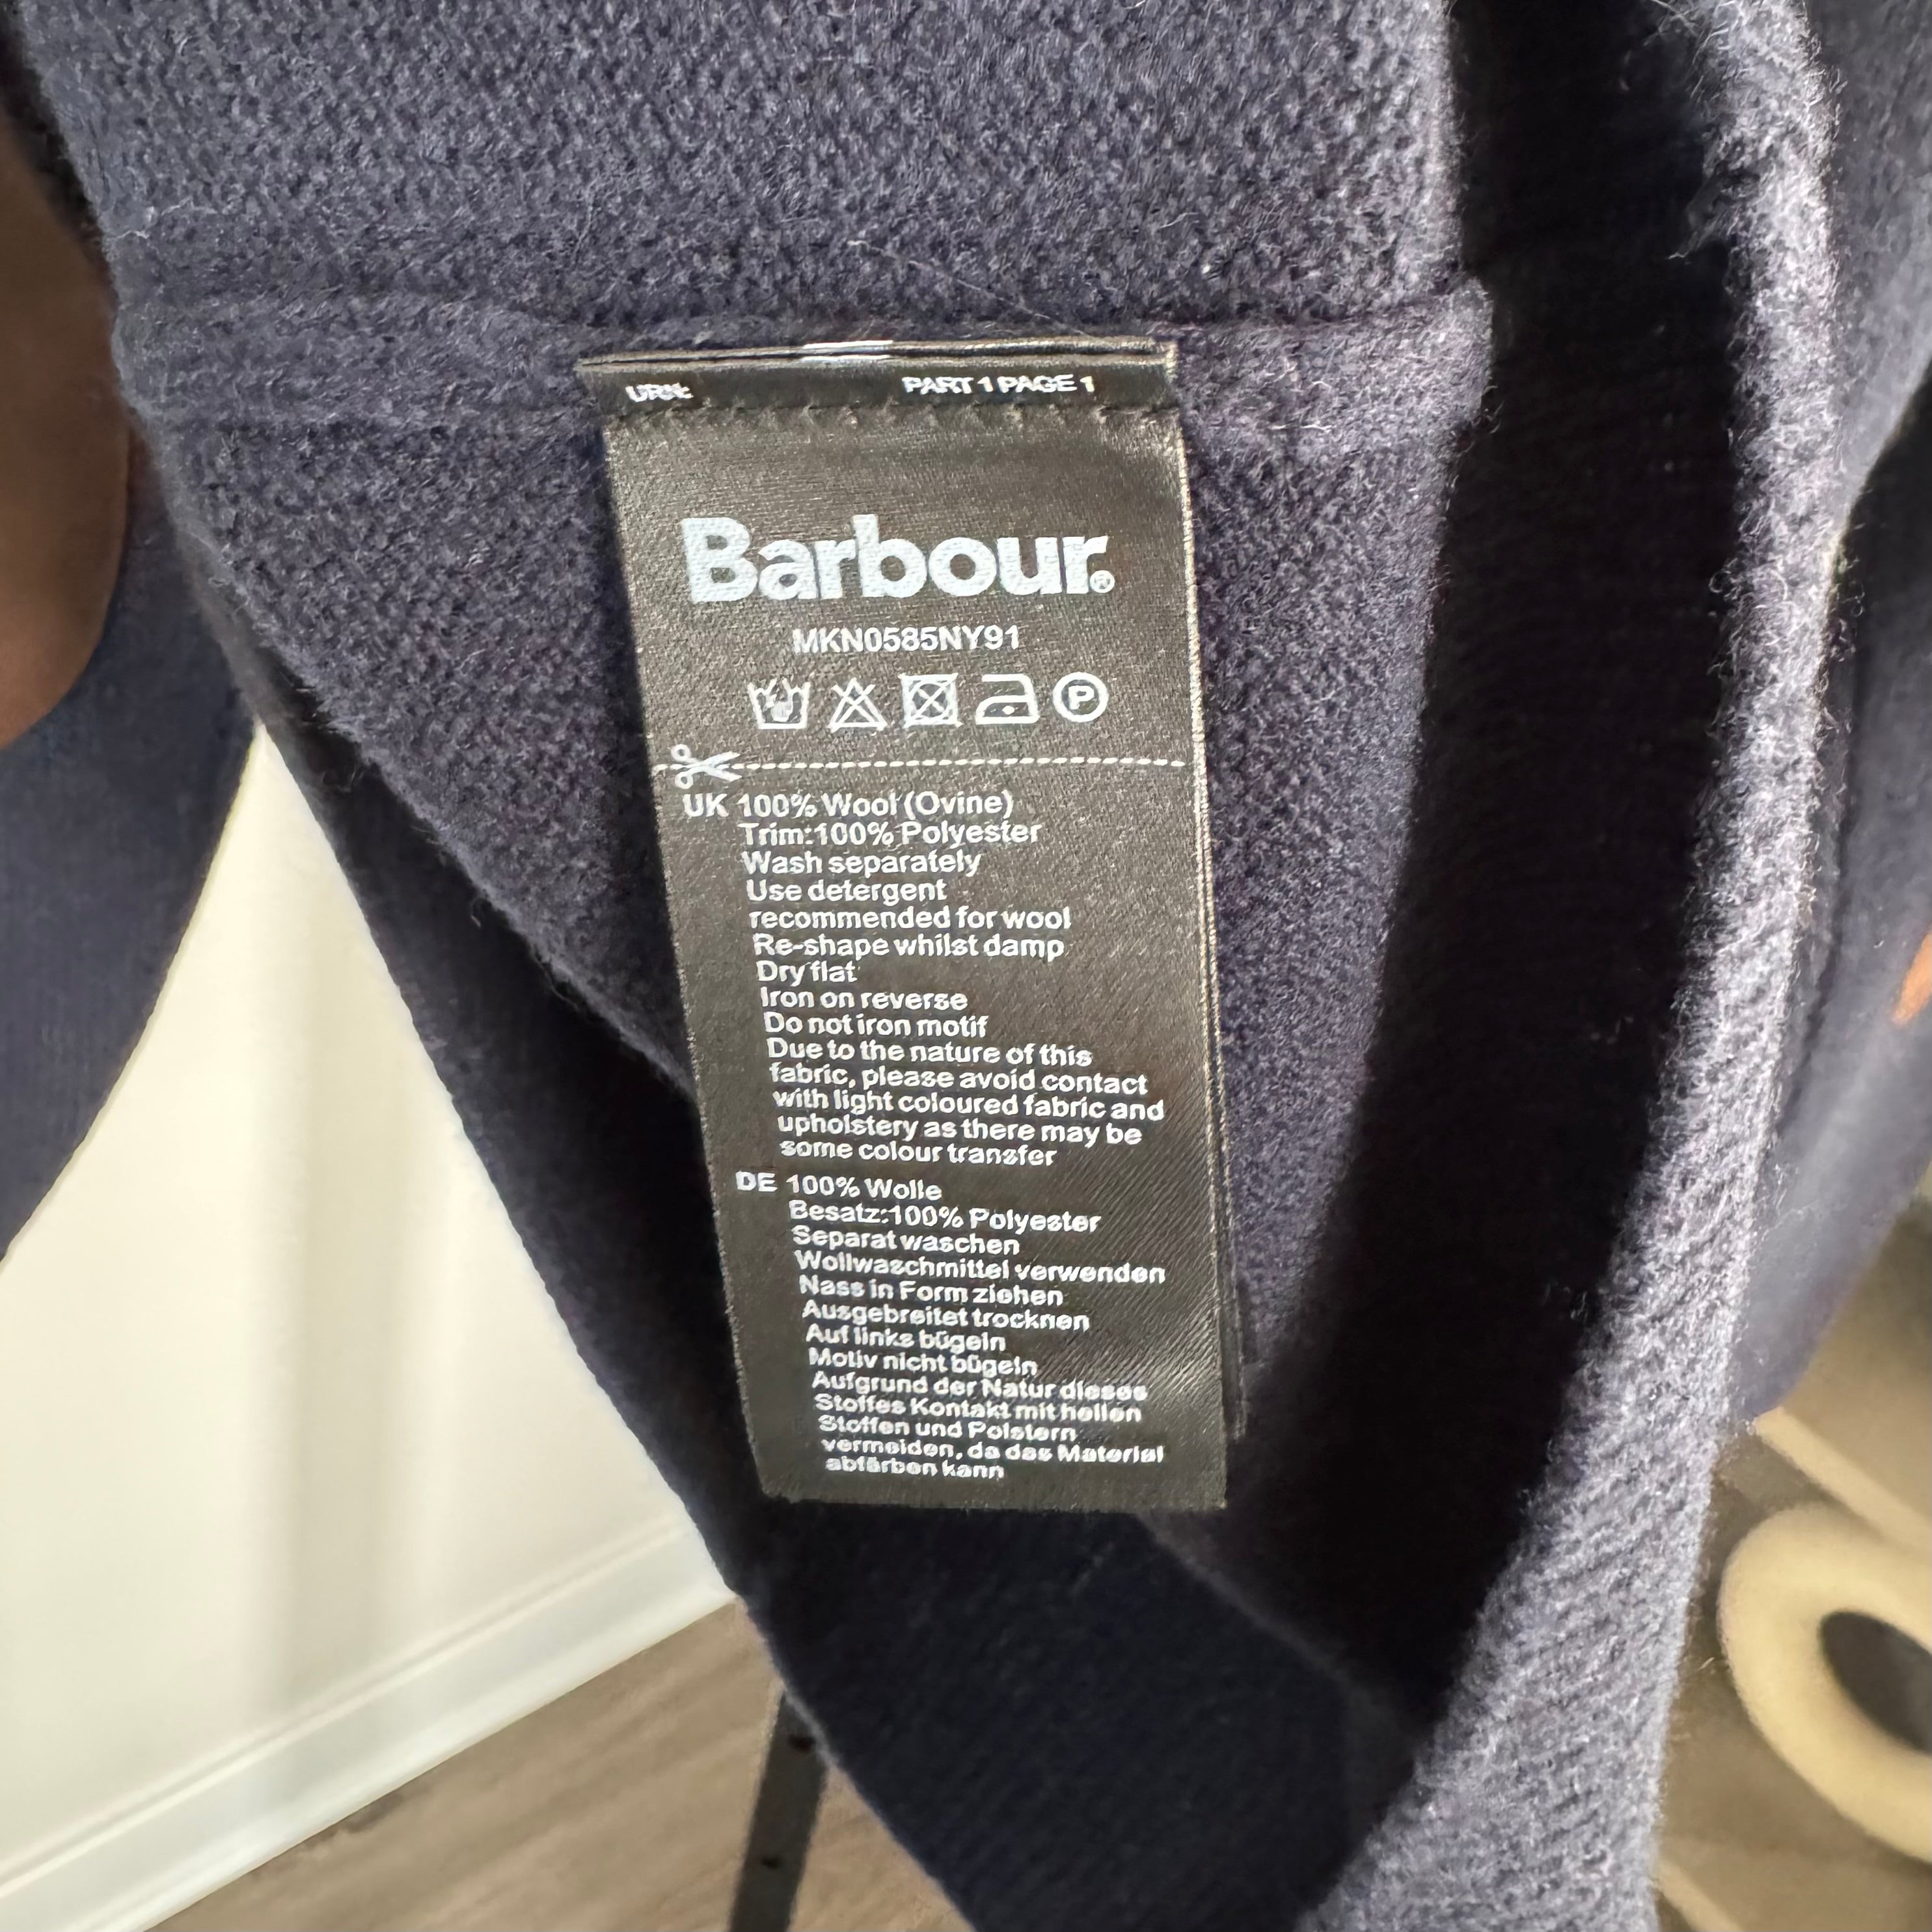 URN: PART 1 PAGE 1
Barbour®
MKN0585NY91
P
UK 100% Wool (Ovine)
Trim:100% Polyester
Wash separately
Use detergent
recommended for wool
Re-shape whilst damp
Dry flat
Iron on reverse
Do not iron motif
Due to the nature of this
fabric, please avoid contact
with light coloured fabric and
upholstery as there may be
some colour transfer
DE 100% Wolle
Besatz:100% Polyester
Separat waschen
Wollwaschmittel verwenden
Nass in Form ziehen
Ausgebreitet trocknen
Auf links bügeln
Motiv nicht bügeln
Aufgrund der Natur dieses
Stoffes Kontakt mit hellen
Stoffen und Polstern
vermeiden, da das Material
abfärben kann